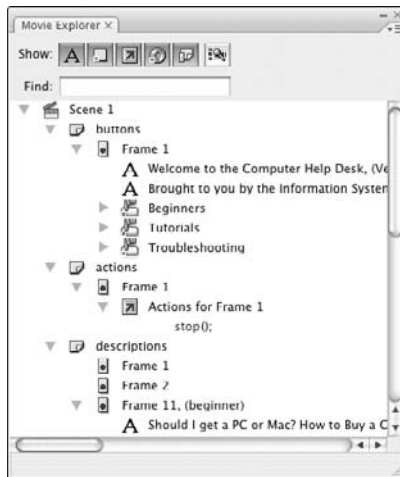 Movie Explorer ×
Show: A
Find:
Scene 1
buttons
Frame 1
A Welcome to the Computer Help Desk, (Ve
A Brought to you by the Information System
Beginners
Tutorials
Troubleshooting
actions
Frame 1
Actions for Frame 1
stop();
descriptions
Frame 1
Frame 2
Frame 11, (beginner)
A Should I get a PC or Mac? How to Buy a C